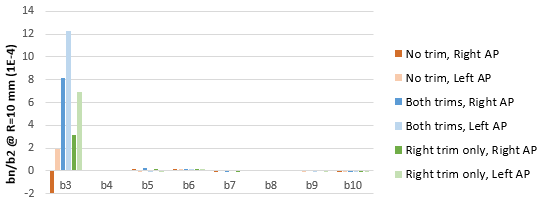 bn/b2 @ R=10 mm (1E-4)
14
12
10
8
6
4
2
0
-2
b3 b4 b5 b6 b7 b8 b9 b10
No trim, Right AP
No trim, Left AP
Both trims, Right AP
Both trims, Left AP
Right trim only, Right AP
Right trim only, Left AP